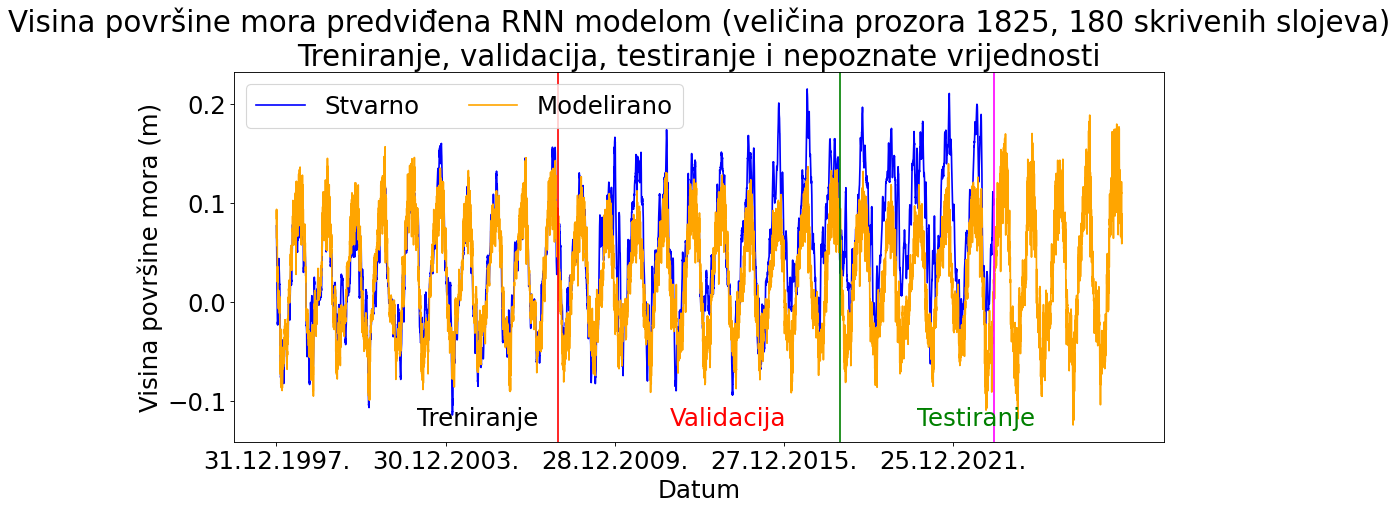 Visina površine mora predviđena RNN modelom (veličina prozora 1825, 180 skrivenih slojeva)
Treniranje, validacija, testiranje i nepoznate vrijednosti
Stvarno
Modelirano
Visina površine mora (m)
0.2
0.1
0.0
−0.1
Treniranje
Validacija
Testiranje
31.12.1997.
30.12.2003.
28.12.2009.
27.12.2015.
25.12.2021.
Datum